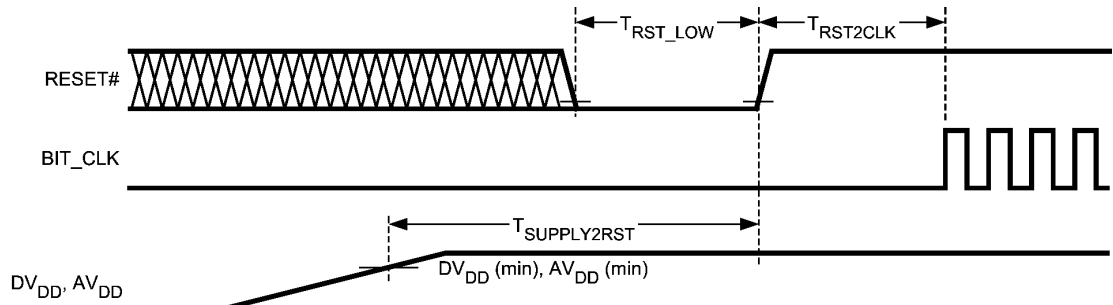 T_RST_LOW T_RST2CLK
RESET#
BIT_CLK
T_SUPPLY2RST
DV_DD (min), AV_DD (min)
DV_DD, AV_DD